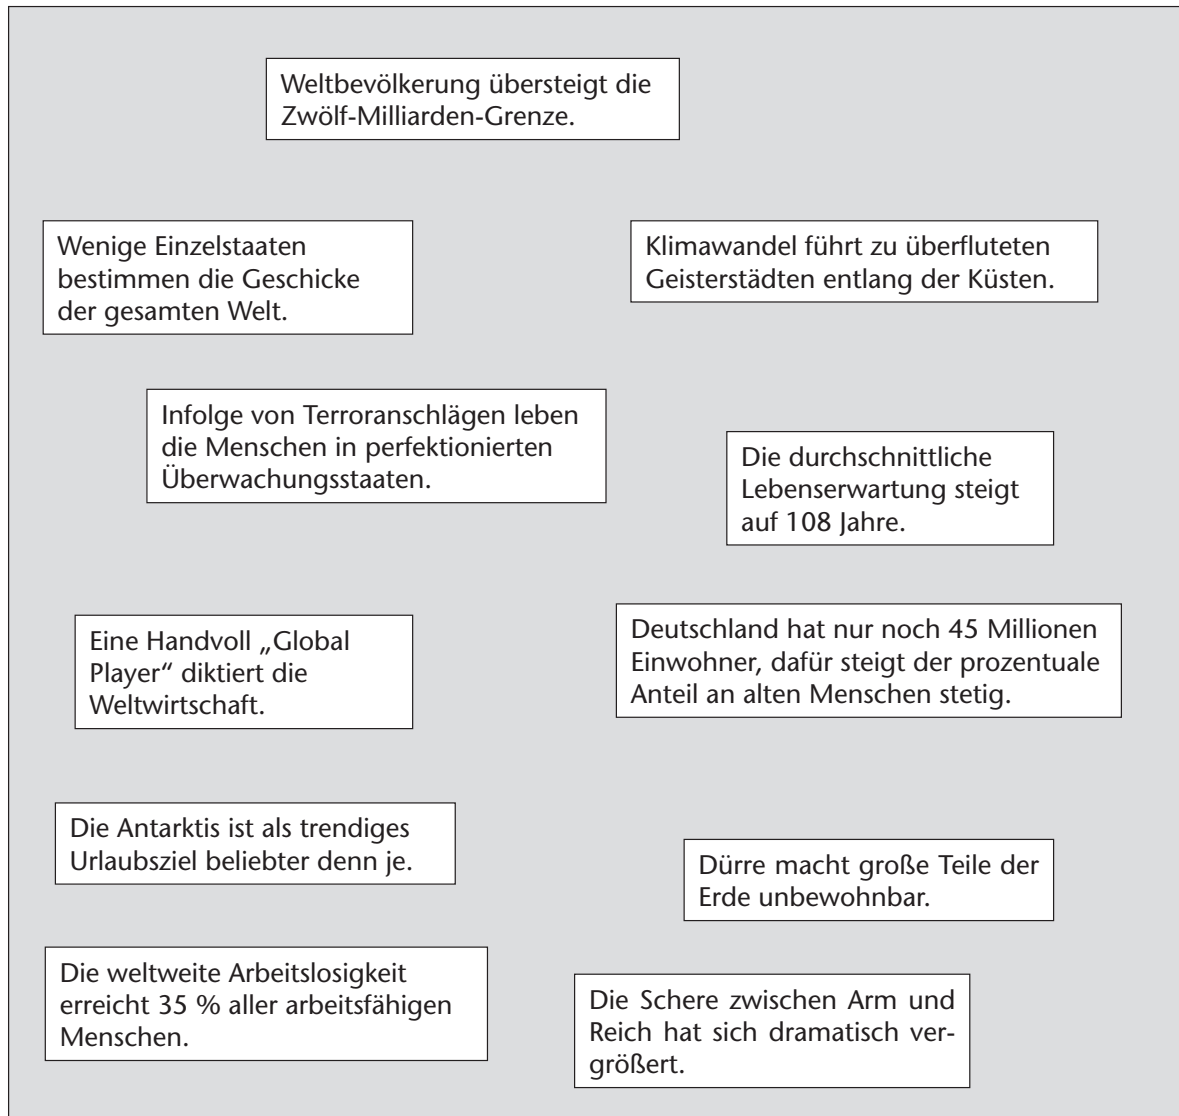 Weltbevölkerung übersteigt die
Zwölf-Milliarden-Grenze.
Wenige Einzelstaaten
bestimmen die Geschicke
der gesamten Welt.
Klimawandel führt zu überfluteten
Geisterstädten entlang der Küsten.
Infolge von Terroranschlägen leben
die Menschen in perfektionierten
Überwachungsstaaten.
Die durchschnittliche
Lebenserwartung steigt
auf 108 Jahre.
Eine Handvoll „Global
Player“ diktiert die
Weltwirtschaft.
Deutschland hat nur noch 45 Millionen
Einwohner, dafür steigt der prozentuale
Anteil an alten Menschen stetig.
Die Antarktis ist als trendiges
Urlaubsziel beliebter denn je.
Dürre macht große Teile der
Erde unbewohnbar.
Die weltweite Arbeitslosigkeit
erreicht 35 % aller arbeitsfähigen
Menschen.
Die Schere zwischen Arm und
Reich hat sich dramatisch ver-
größert.